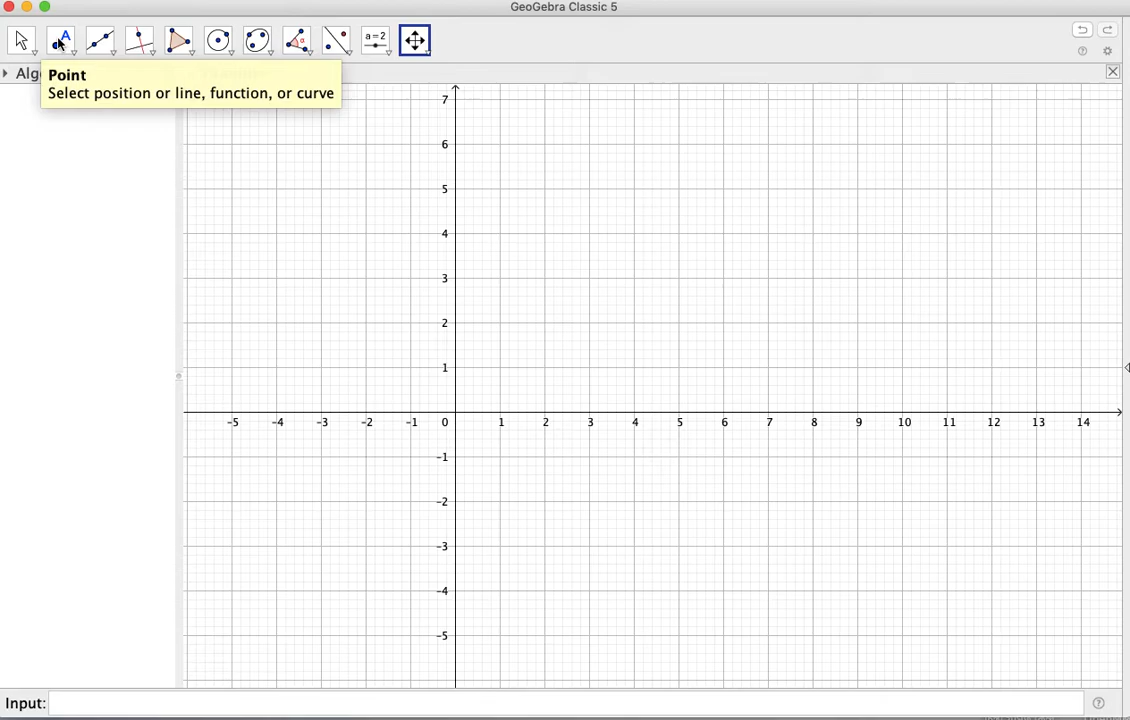 GeoGebra Classic 5
A
α
a=2
Alg
Point
Select position or line, function, or curve
7
6
5
4
3
2
1
-5 -4 -3 -2 -1 0 1 2 3 4 5 6 7 8 9 10 11 12 13 14
-1
-2
-3
-4
-5
Input: